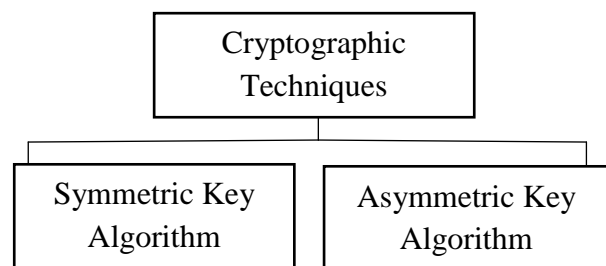 Cryptographic
Techniques
Symmetric Key
Algorithm
Asymmetric Key
Algorithm